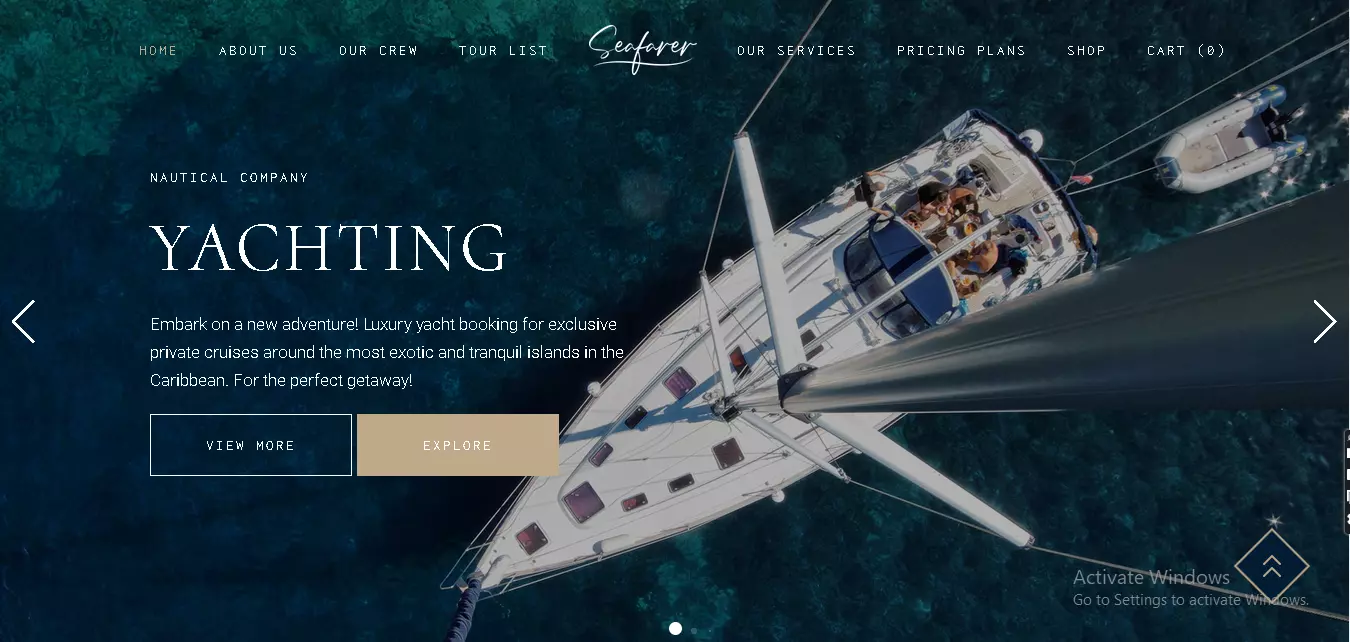 HOME ABOUT US OUR CREW TOUR LIST Seafarer OUR SERVICES PRICING PLANS SHOP CART (0)
NAUTICAL COMPANY
YACHTING
Embark on a new adventure! Luxury yacht booking for exclusive
private cruises around the most exotic and tranquil islands in the
Caribbean. For the perfect getaway!
VIEW MORE EXPLORE
Activate Windows
Go to Settings to activate Windows.